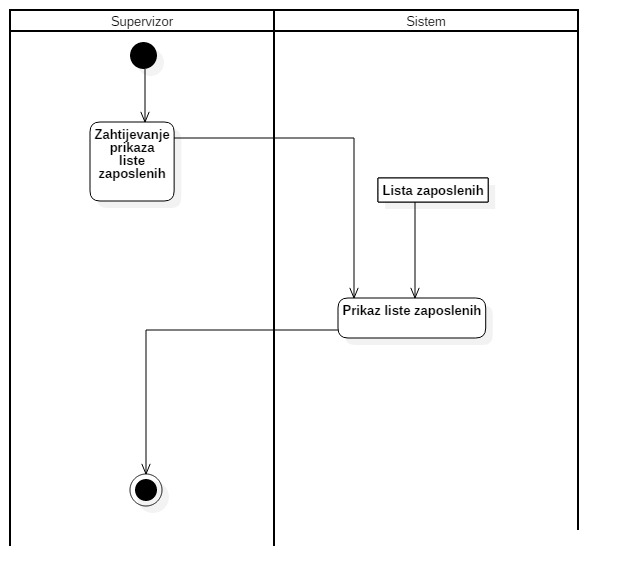 Supervizor
Sistem
Zahtijevanje
prikaza
liste
zaposlenih
Lista zaposlenih
Prikaz liste zaposlenih